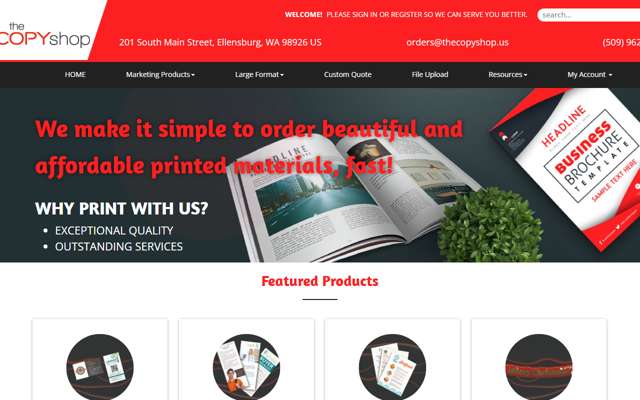 the
COPYshop
WELCOME! PLEASE SIGN IN OR REGISTER SO WE CAN SERVE YOU BETTER.
search...
201 South Main Street, Ellensburg, WA 98926 US
orders@thecopyshop.us
(509) 962
HOME
Marketing Products
Large Format
Custom Quote
File Upload
Resources
My Account
We make it simple to order beautiful and
affordable printed materials, fast!
WHY PRINT WITH US?
• EXCEPTIONAL QUALITY
• OUTSTANDING SERVICES
HEADLINE
Business
BROCHURE
TEMPLATE
SAMPLE TEXT HERE
Featured Products